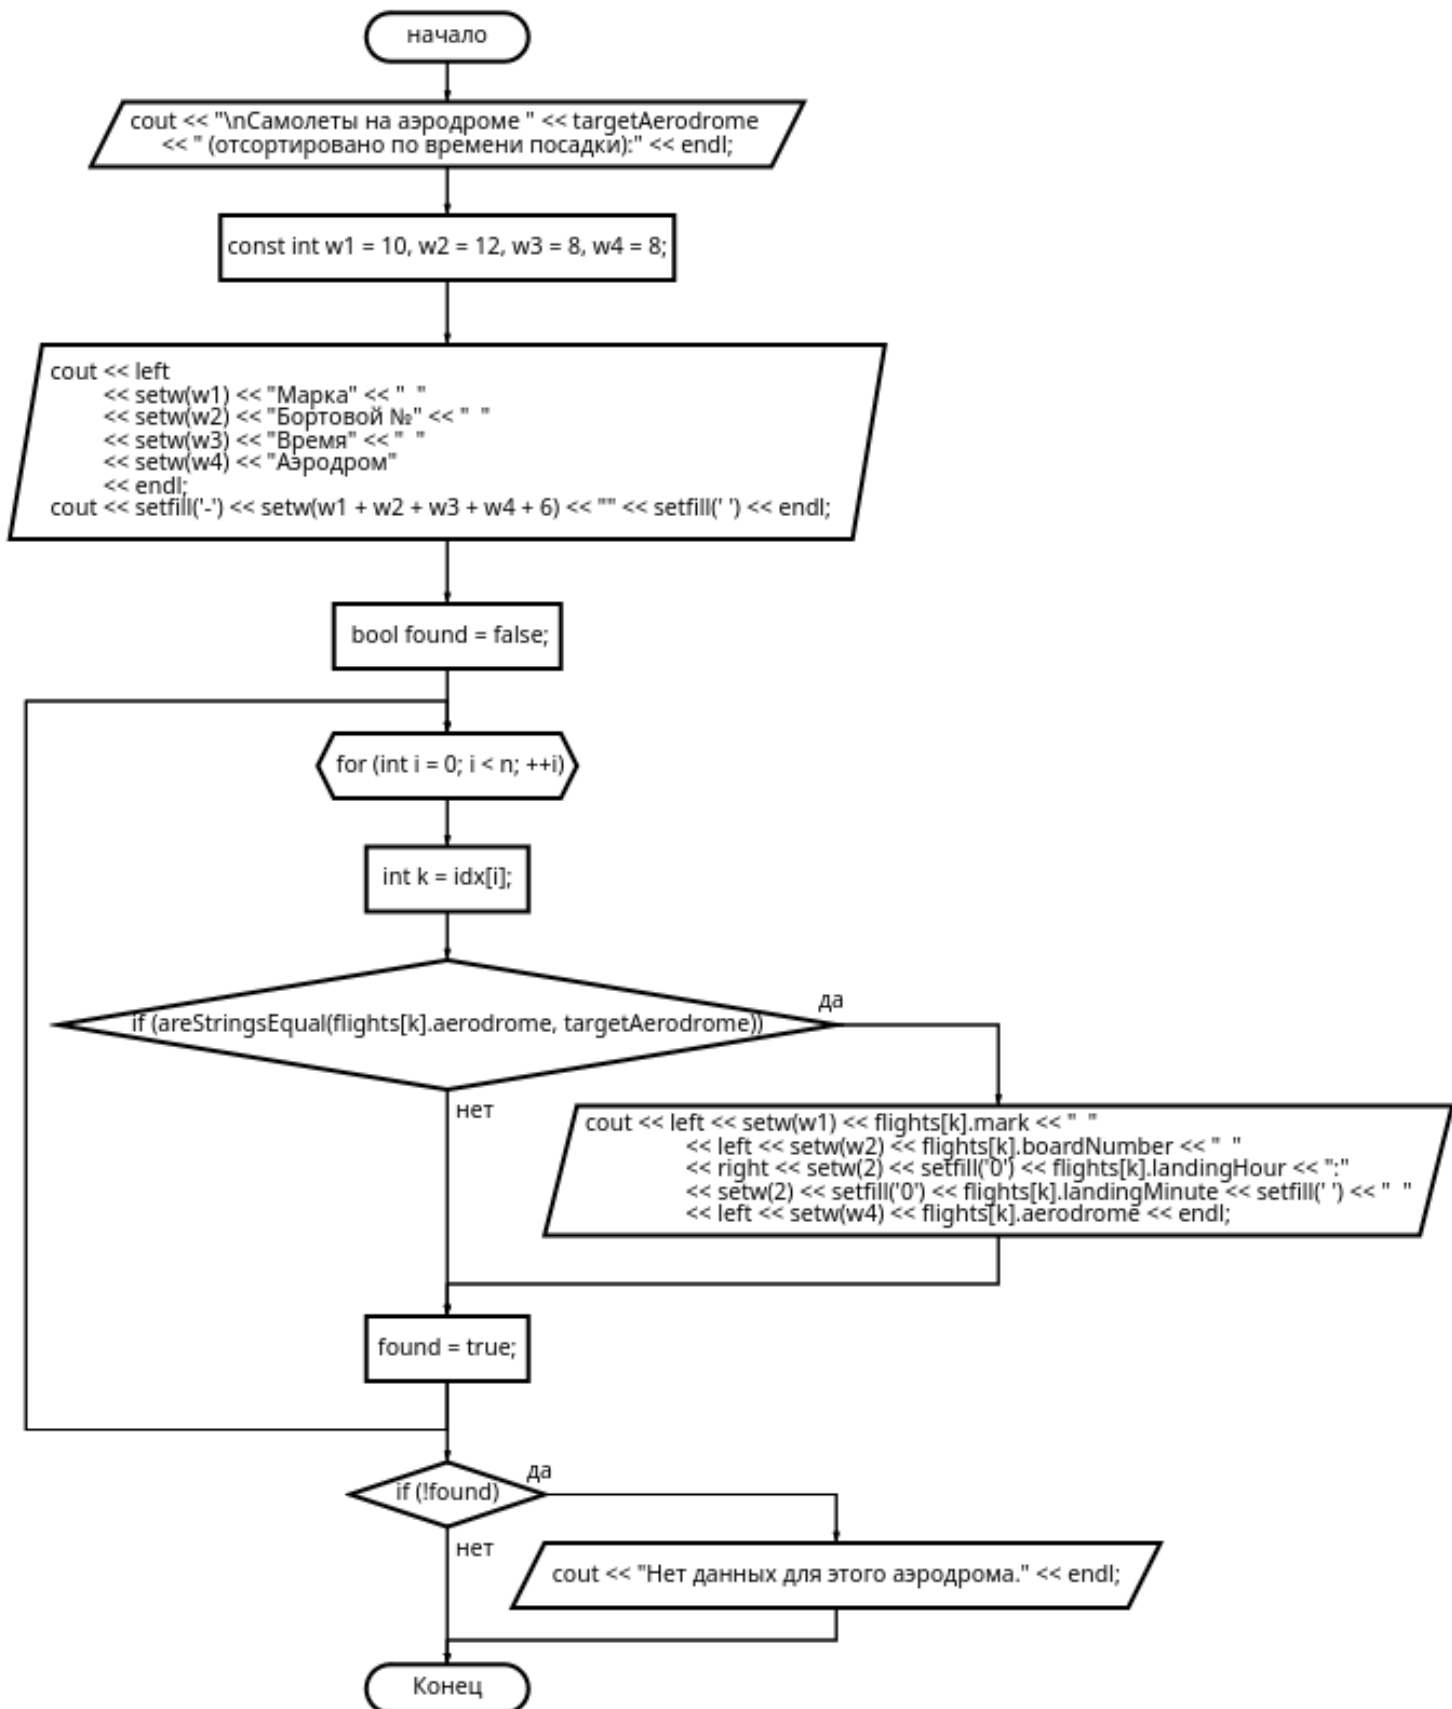 начало
cout << "\nСамолеты на аэродроме " << targetAerodrome
<< " (отсортировано по времени посадки):" << endl;
const int w1 = 10, w2 = 12, w3 = 8, w4 = 8;
cout << left
<< setw(w1) << "Марка" << "  "
<< setw(w2) << "Бортовой №" << "  "
<< setw(w3) << "Время" << "  "
<< setw(w4) << "Аэродром"
<< endl;
cout << setfill('-') << setw(w1 + w2 + w3 + w4 + 6) << "" << setfill(' ') << endl;
bool found = false;
for (int i = 0; i < n; ++i)
int k = idx[i];
if (areStringsEqual(flights[k].aerodrome, targetAerodrome))
да
нет
cout << left << setw(w1) << flights[k].mark << "  "
<< left << setw(w2) << flights[k].boardNumber << "  "
<< right << setw(2) << setfill('0') << flights[k].landingHour << ":"
<< setw(2) << setfill('0') << flights[k].landingMinute << setfill(' ') << "  "
<< left << setw(w4) << flights[k].aerodrome << endl;
found = true;
if (!found)
да
нет
cout << "Нет данных для этого аэродрома." << endl;
Конец